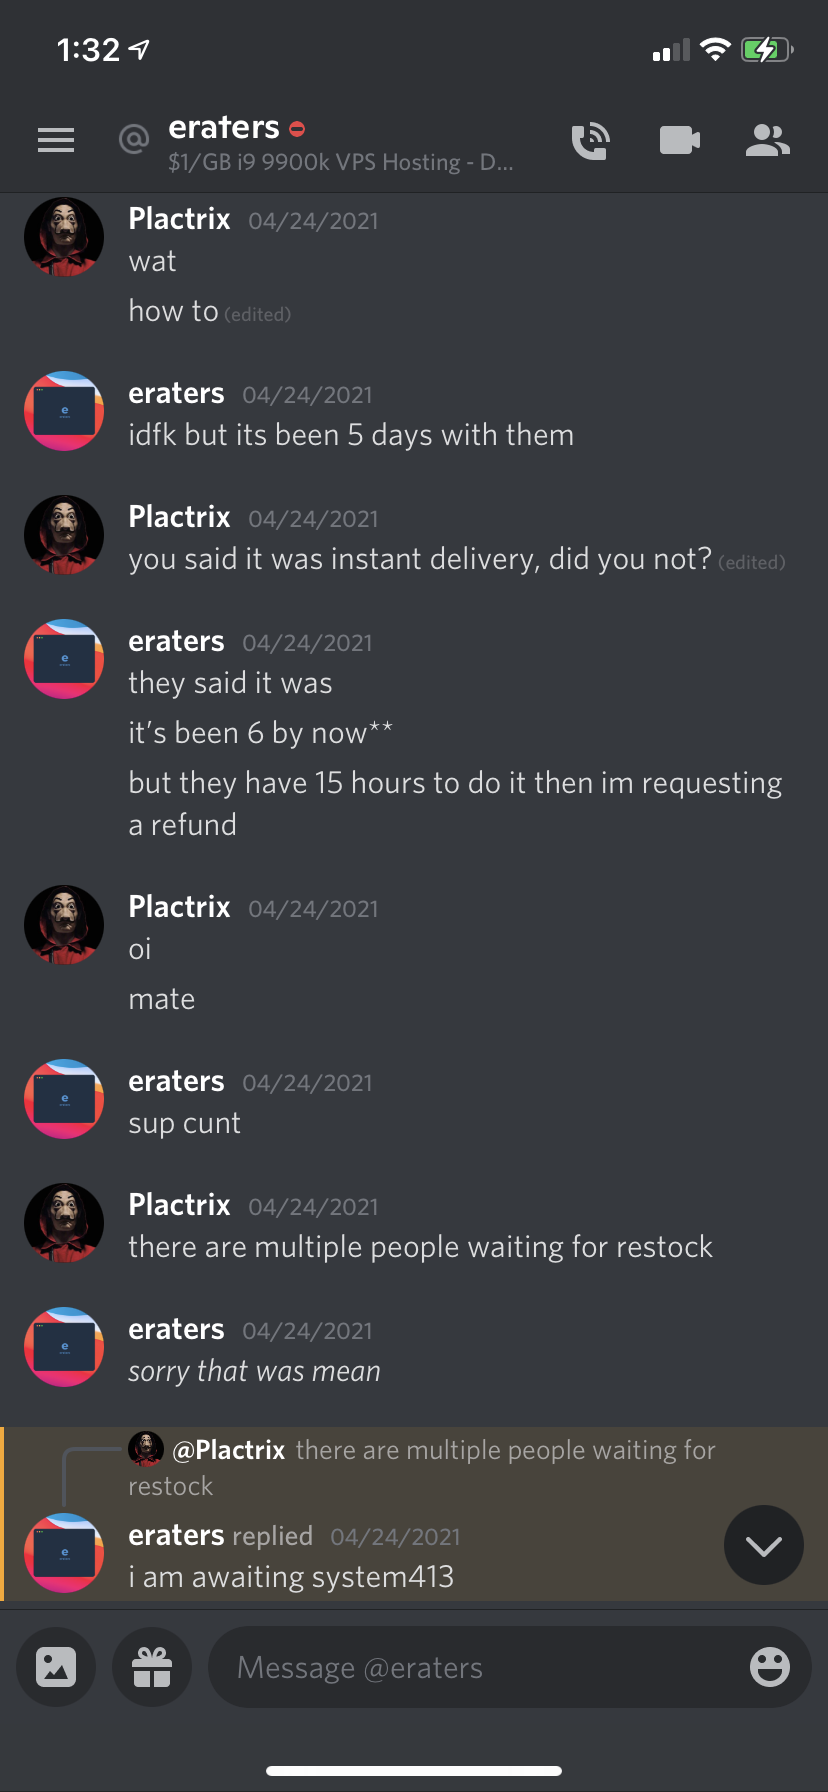 1:32
@ eraters
$1/GB i9 9900k VPS Hosting - D...
Plactrix 04/24/2021
wat
how to (edited)
eraters 04/24/2021
idfk but its been 5 days with them
Plactrix 04/24/2021
you said it was instant delivery, did you not? (edited)
eraters 04/24/2021
they said it was
it's been 6 by now**
but they have 15 hours to do it then im requesting
a refund
Plactrix 04/24/2021
oi
mate
eraters 04/24/2021
sup cunt
Plactrix 04/24/2021
there are multiple people waiting for restock
eraters 04/24/2021
sorry that was mean
@Plactrix there are multiple people waiting for
restock
eraters replied 04/24/2021
i am awaiting system413
Message @eraters